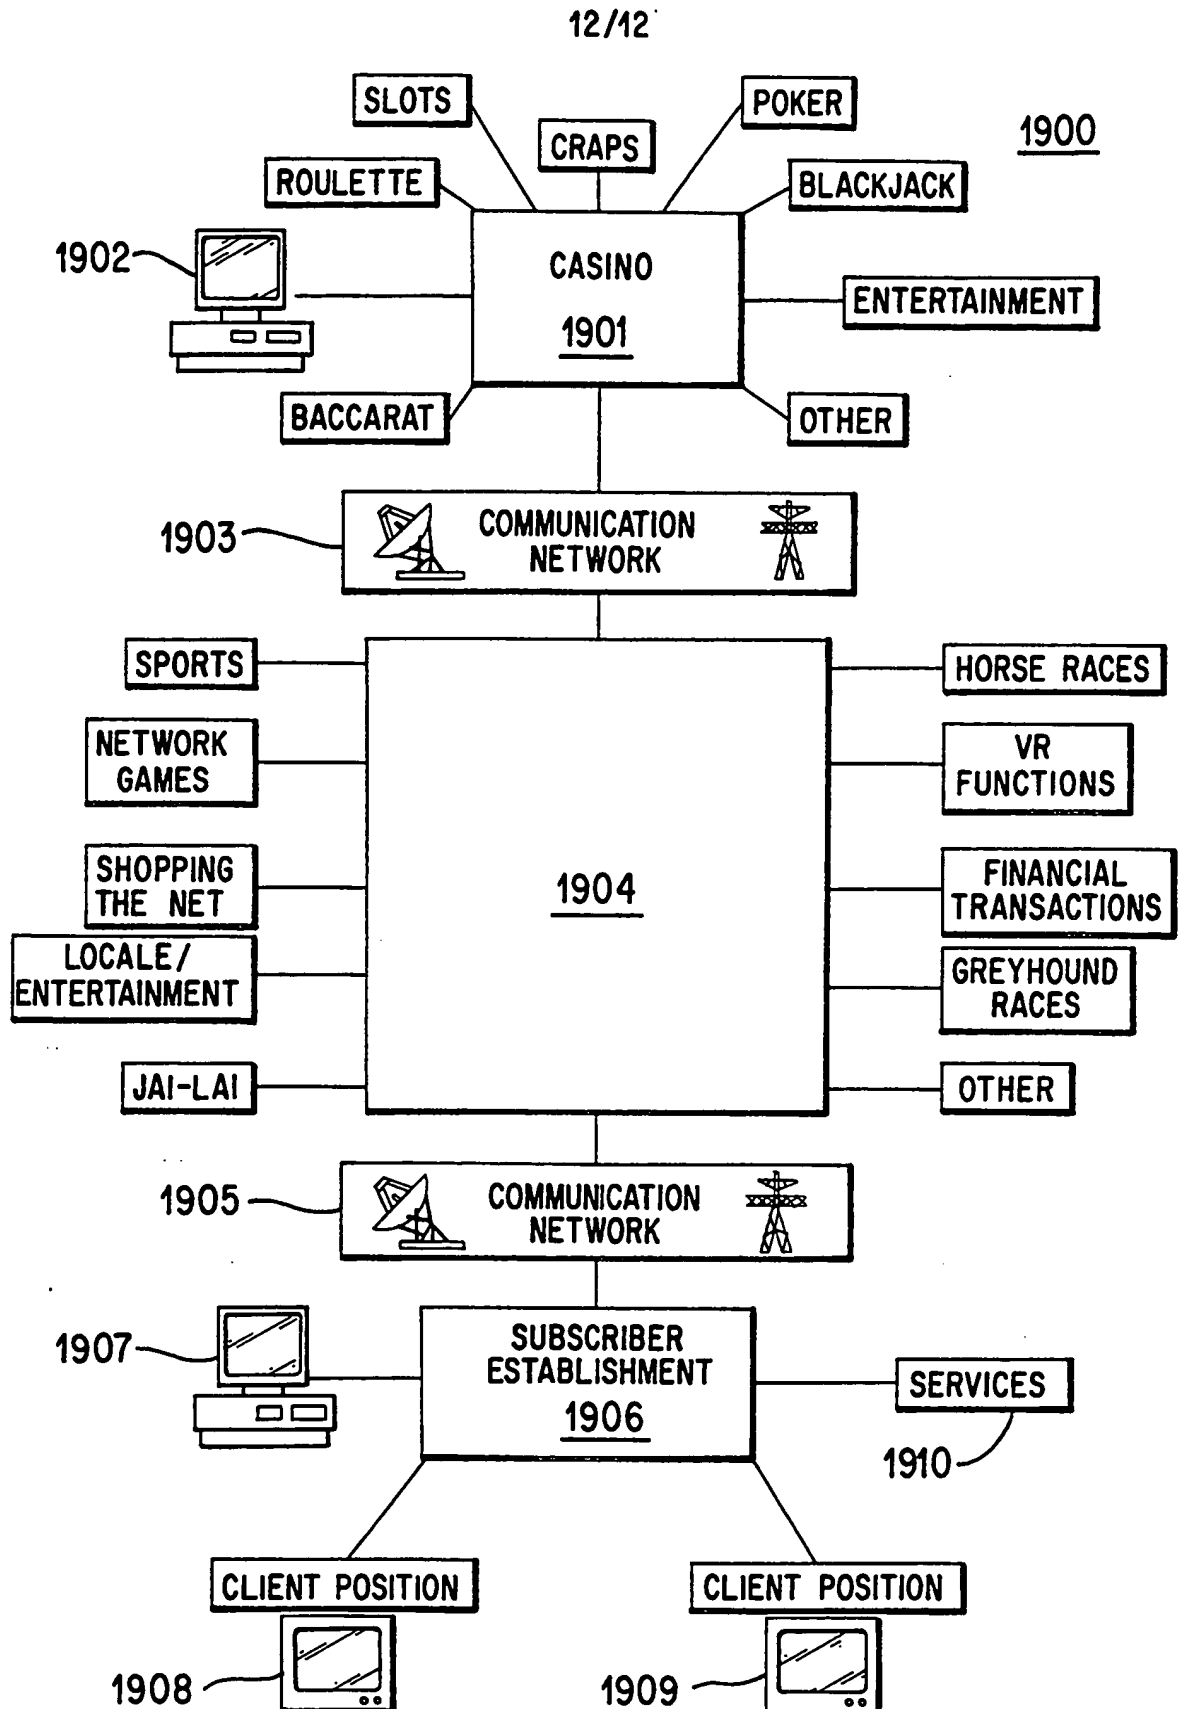 12/12
SLOTS
POKER
1900
CRAPS
ROULETTE
BLACKJACK
1902
CASINO
1901
ENTERTAINMENT
BACCARAT
OTHER
1903
COMMUNICATION
NETWORK
SPORTS
HORSE RACES
NETWORK
GAMES
VR
FUNCTIONS
SHOPPING
THE NET
1904
FINANCIAL
TRANSACTIONS
LOCALE/
ENTERTAINMENT
GREYHOUND
RACES
JAI-LAI
OTHER
1905
COMMUNICATION
NETWORK
1907
SUBSCRIBER
ESTABLISHMENT
1906
SERVICES
1910
CLIENT POSITION
CLIENT POSITION
1908
1909